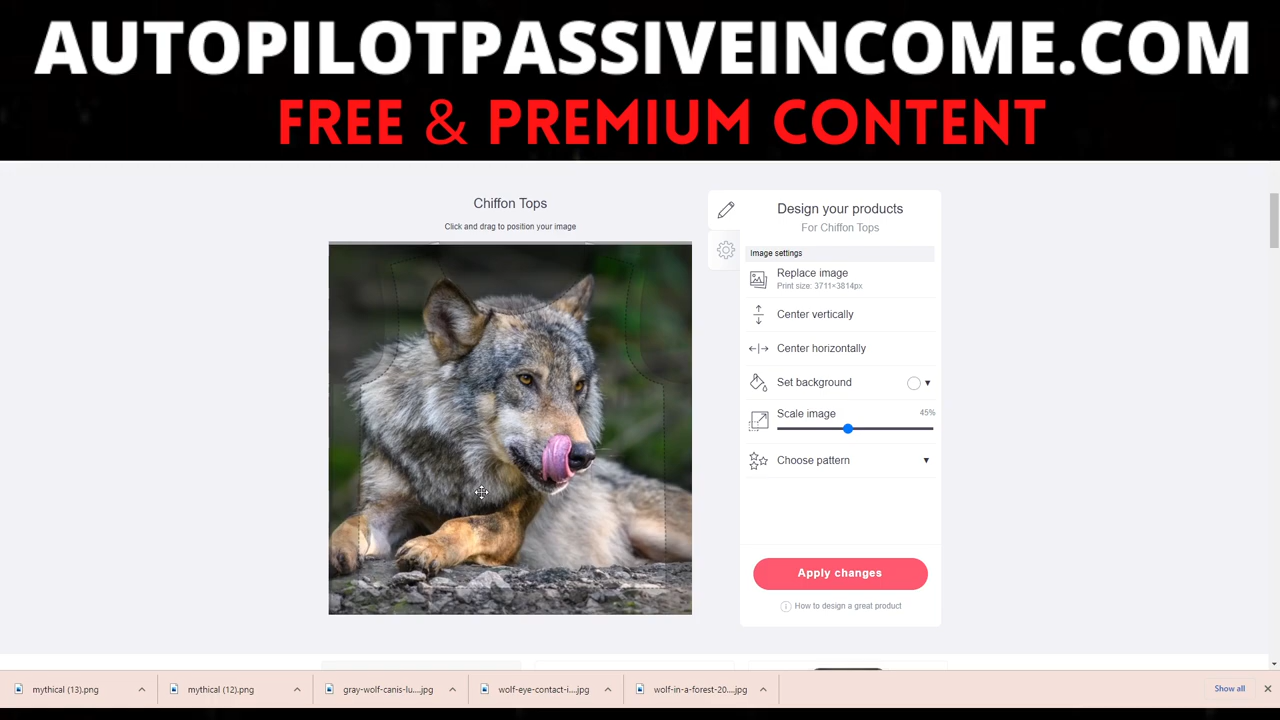 AUTOPILOTPASSIVEINCOME.COM
FREE & PREMIUM CONTENT
Chiffon Tops
Click and drag to position your image
Design your products
For Chiffon Tops
Image settings
Replace image
Print size: 3711×3814px
Center vertically
Center horizontally
Set background
Scale image 45%
Choose pattern
Apply changes
How to design a great product
mythical (13).png
mythical (12).png
gray-wolf-canis-lu....jpg
wolf-eye-contact-i....jpg
wolf-in-a-forest-20....jpg
Show all